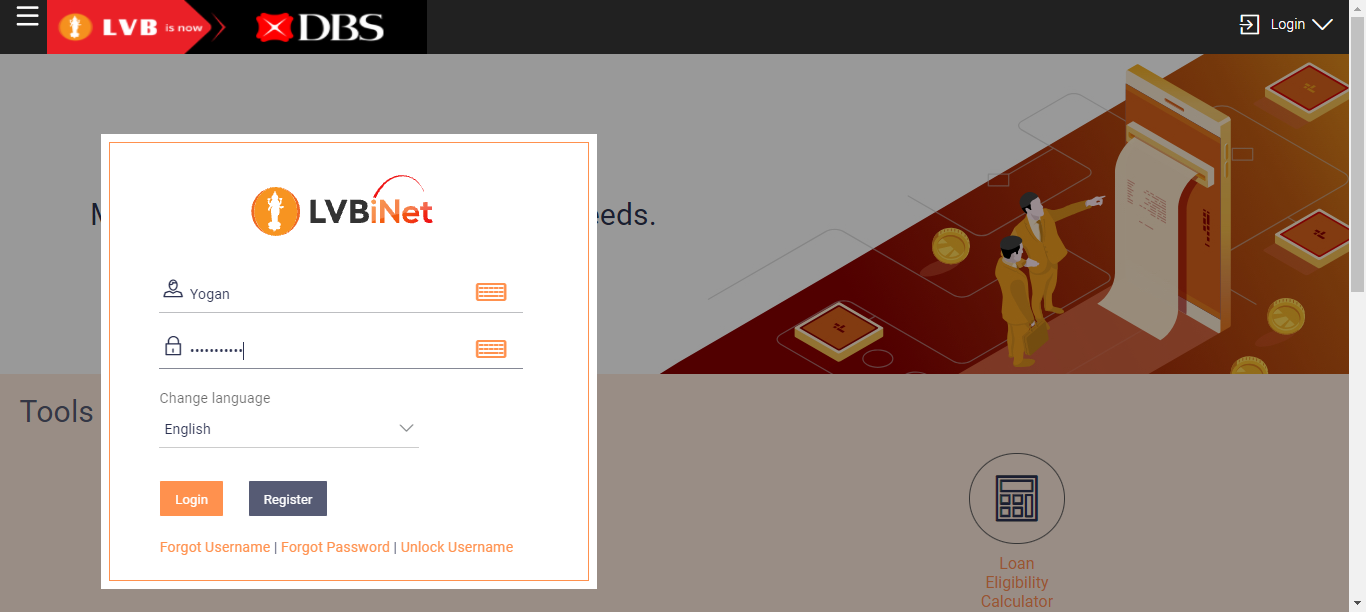 LVB is now DBS
Login
M
eeds.
LVBiNet
Yogan
Change language
English
Login Register
Forgot Username | Forgot Password | Unlock Username
Tools
Loan
Eligibility
Calculator